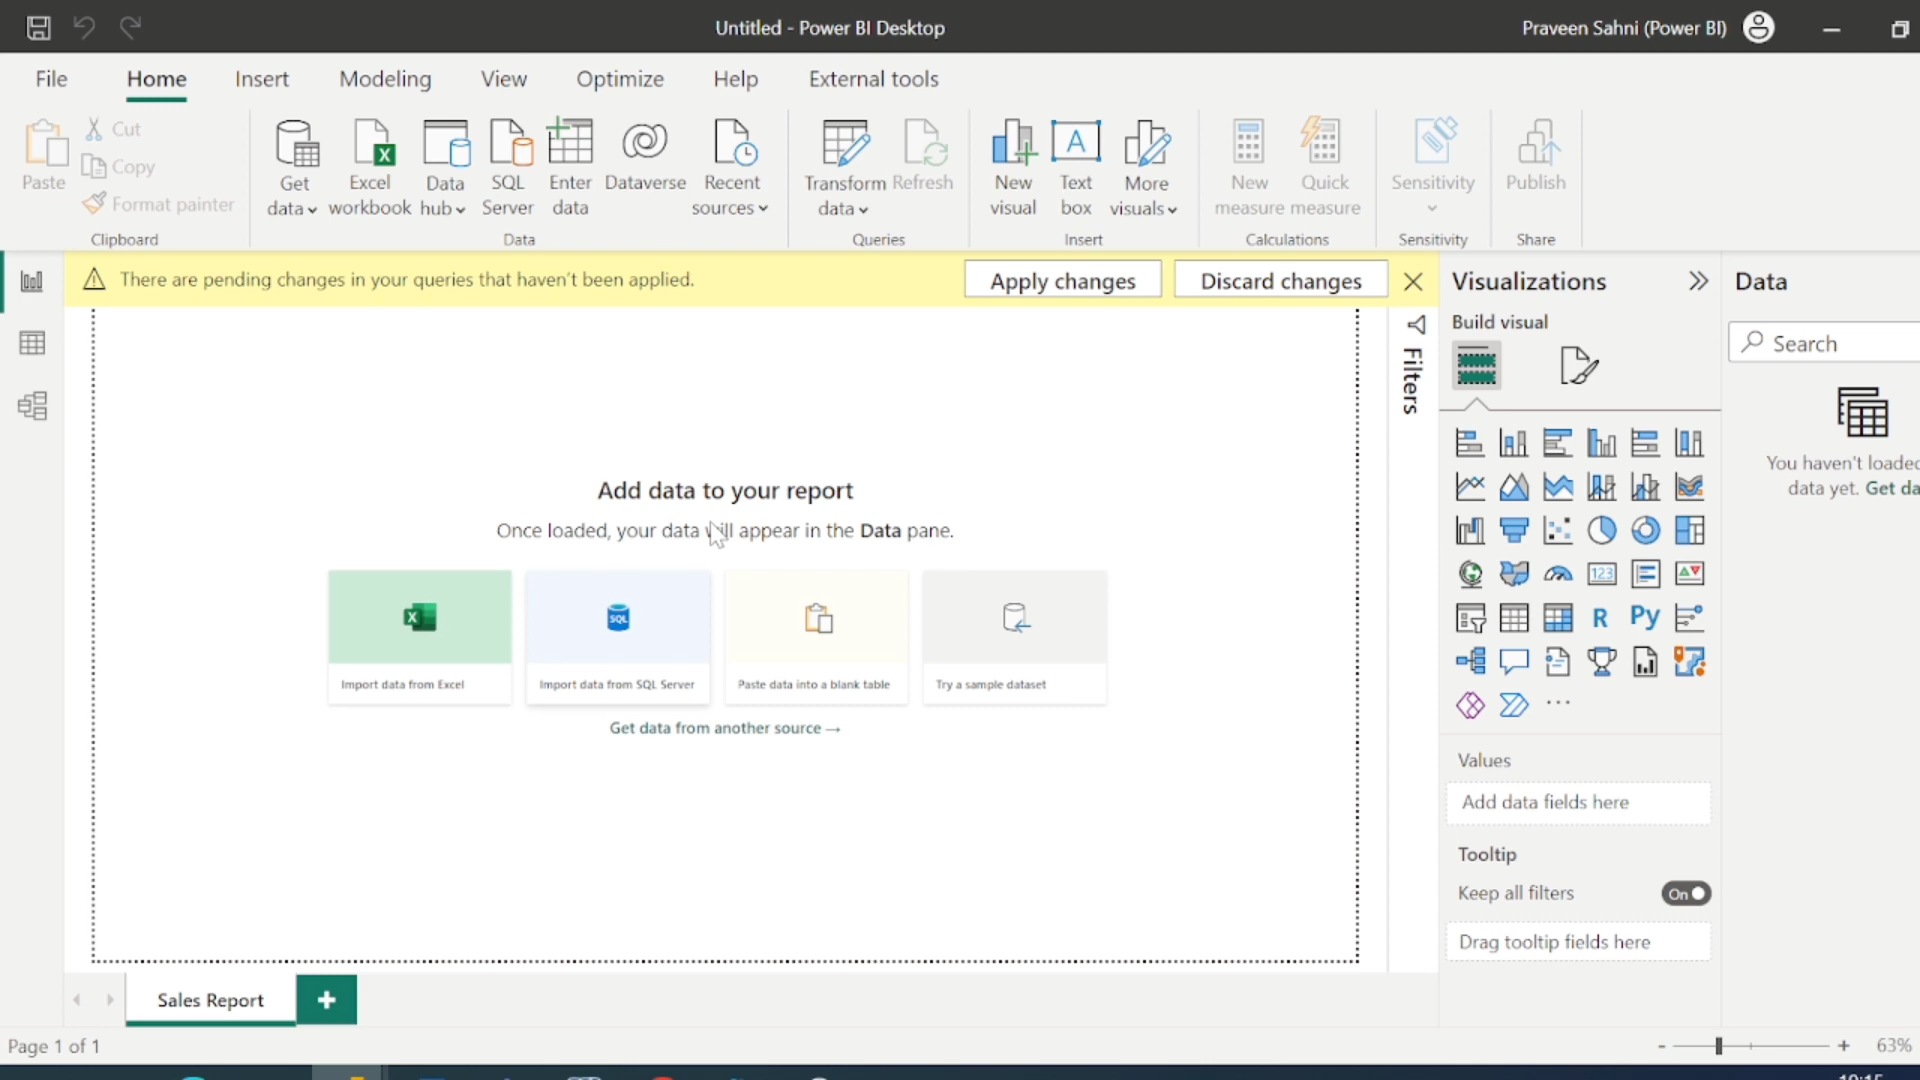 Untitled - Power BI Desktop
Praveen Sahni (Power BI)
File
Home
Insert
Modeling
View
Optimize
Help
External tools
Paste
Cut
Copy
Format painter
Clipboard
Get
data
Excel
workbook
Data
hub
SQL
Server
Enter
data
Dataverse
Recent
sources
Data
Transform
data
Refresh
Queries
New
visual
Text
box
More
visuals
Insert
New
measure
Quick
measure
Calculations
Sensitivity
Sensitivity
Publish
Share
There are pending changes in your queries that haven't been applied.
Apply changes
Discard changes
Filters
Add data to your report
Once loaded, your data will appear in the Data pane.
SQL
Import data from Excel
Import data from SQL Server
Paste data into a blank table
Try a sample dataset
Get data from another source →
Visualizations
Build visual
123
R
Py
Values
Add data fields here
Tooltip
Keep all filters
On
Drag tooltip fields here
Data
Search
You haven't loaded
data yet. Get da
Sales Report
Page 1 of 1
63%